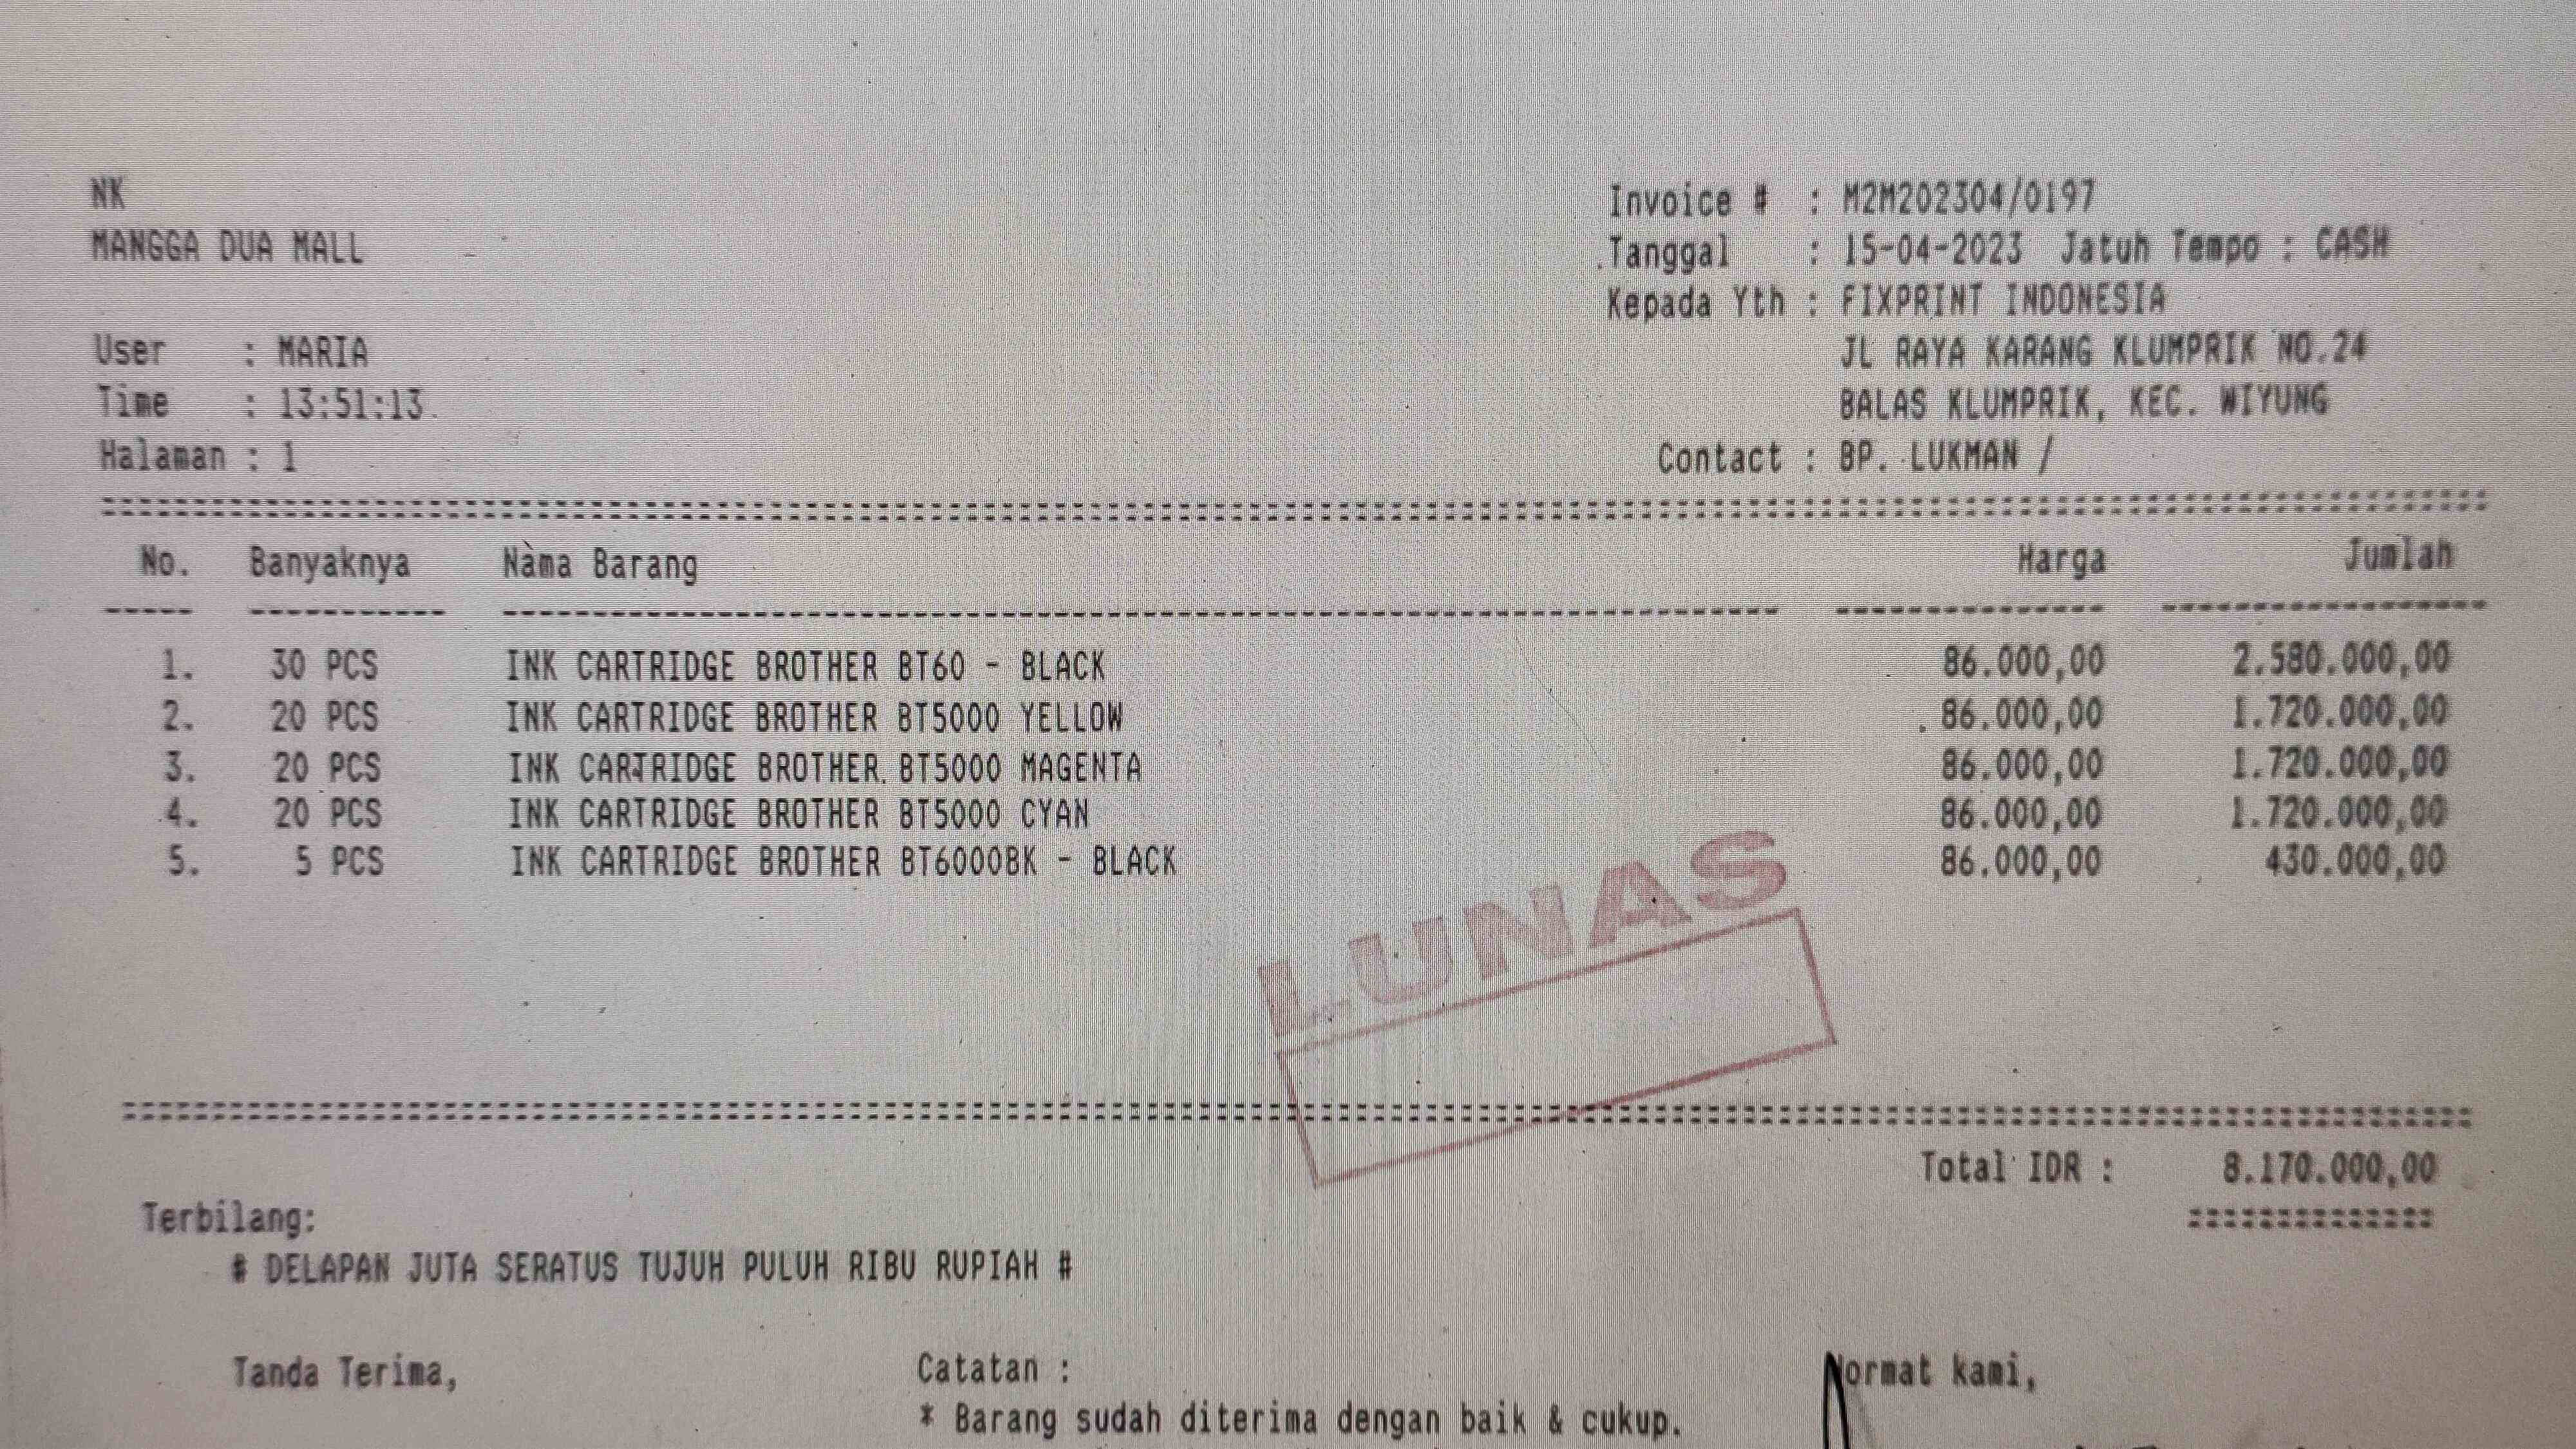 NK
MANGGA DUA MALL
User : MARIA
Time : 13:51:13
Halaman : 1
Invoice # : M2M202304/0197
Tanggal : 15-04-2023 Jatuh Tempo : CASH
Kepada Yth : FIXPRINT INDONESIA
JL RAYA KARANG KLUMPRIK NO.24
BALAS KLUMPRIK, KEC. WIYUNG
Contact : BP. LUKMAN /
No. Banyaknya Nama Barang Harga Jumlah
1. 30 PCS INK CARTRIDGE BROTHER BT60 - BLACK 86.000,00 2.580.000,00
2. 20 PCS INK CARTRIDGE BROTHER BT5000 YELLOW 86.000,00 1.720.000,00
3. 20 PCS INK CARTRIDGE BROTHER BT5000 MAGENTA 86.000,00 1.720.000,00
4. 20 PCS INK CARTRIDGE BROTHER BT5000 CYAN 86.000,00 1.720.000,00
5. 5 PCS INK CARTRIDGE BROTHER BT6000BK - BLACK 86.000,00 430.000,00
LUNAS
Total IDR : 8.170.000,00
Terbilang:
# DELAPAN JUTA SERATUS TUJUH PULUH RIBU RUPIAH #
Tanda Terima, Catatan : Hormat kami,
* Barang sudah diterima dengan baik & cukup.